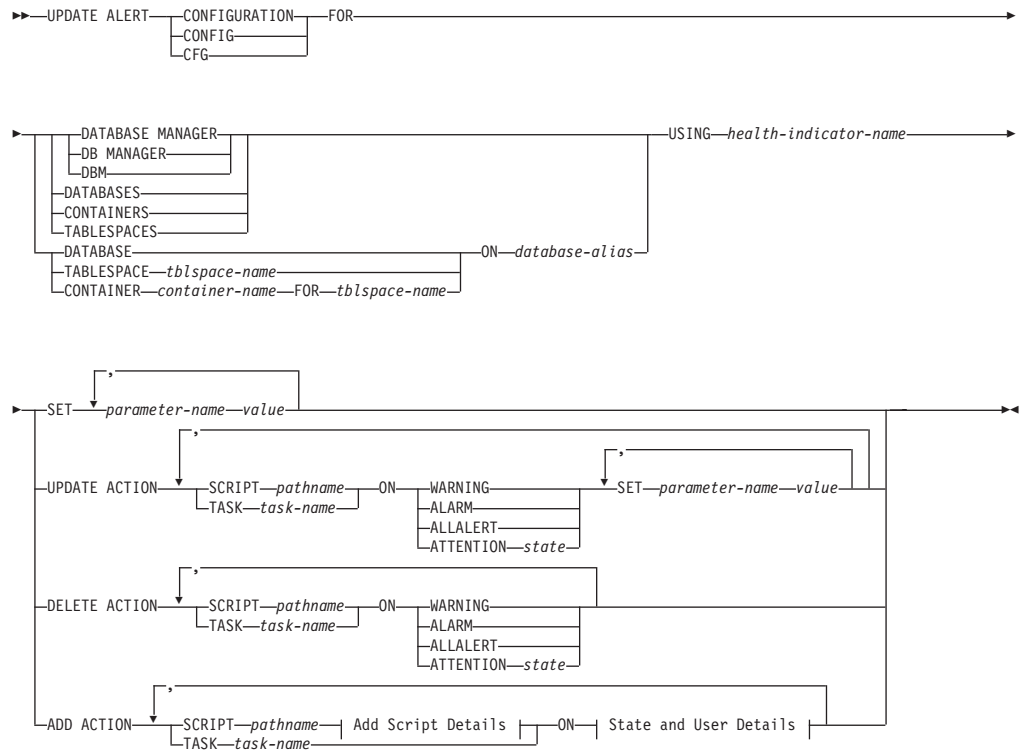 UPDATE ALERT CONFIGURATION FOR
CONFIG
CFG
DATABASE MANAGER USING health-indicator-name
DB MANAGER
DBM
DATABASES
CONTAINERS
TABLESPACES
DATABASE ON database-alias
TABLESPACE tblspace-name
CONTAINER container-name FOR tblspace-name
,
SET parameter-name value
,
,
UPDATE ACTION SCRIPT pathname ON WARNING SET parameter-name value
TASK task-name ALARM
ALLALERT
ATTENTION state
,
DELETE ACTION SCRIPT pathname ON WARNING
TASK task-name ALARM
ALLALERT
ATTENTION state
,
ADD ACTION SCRIPT pathname Add Script Details ON State and User Details
TASK task-name